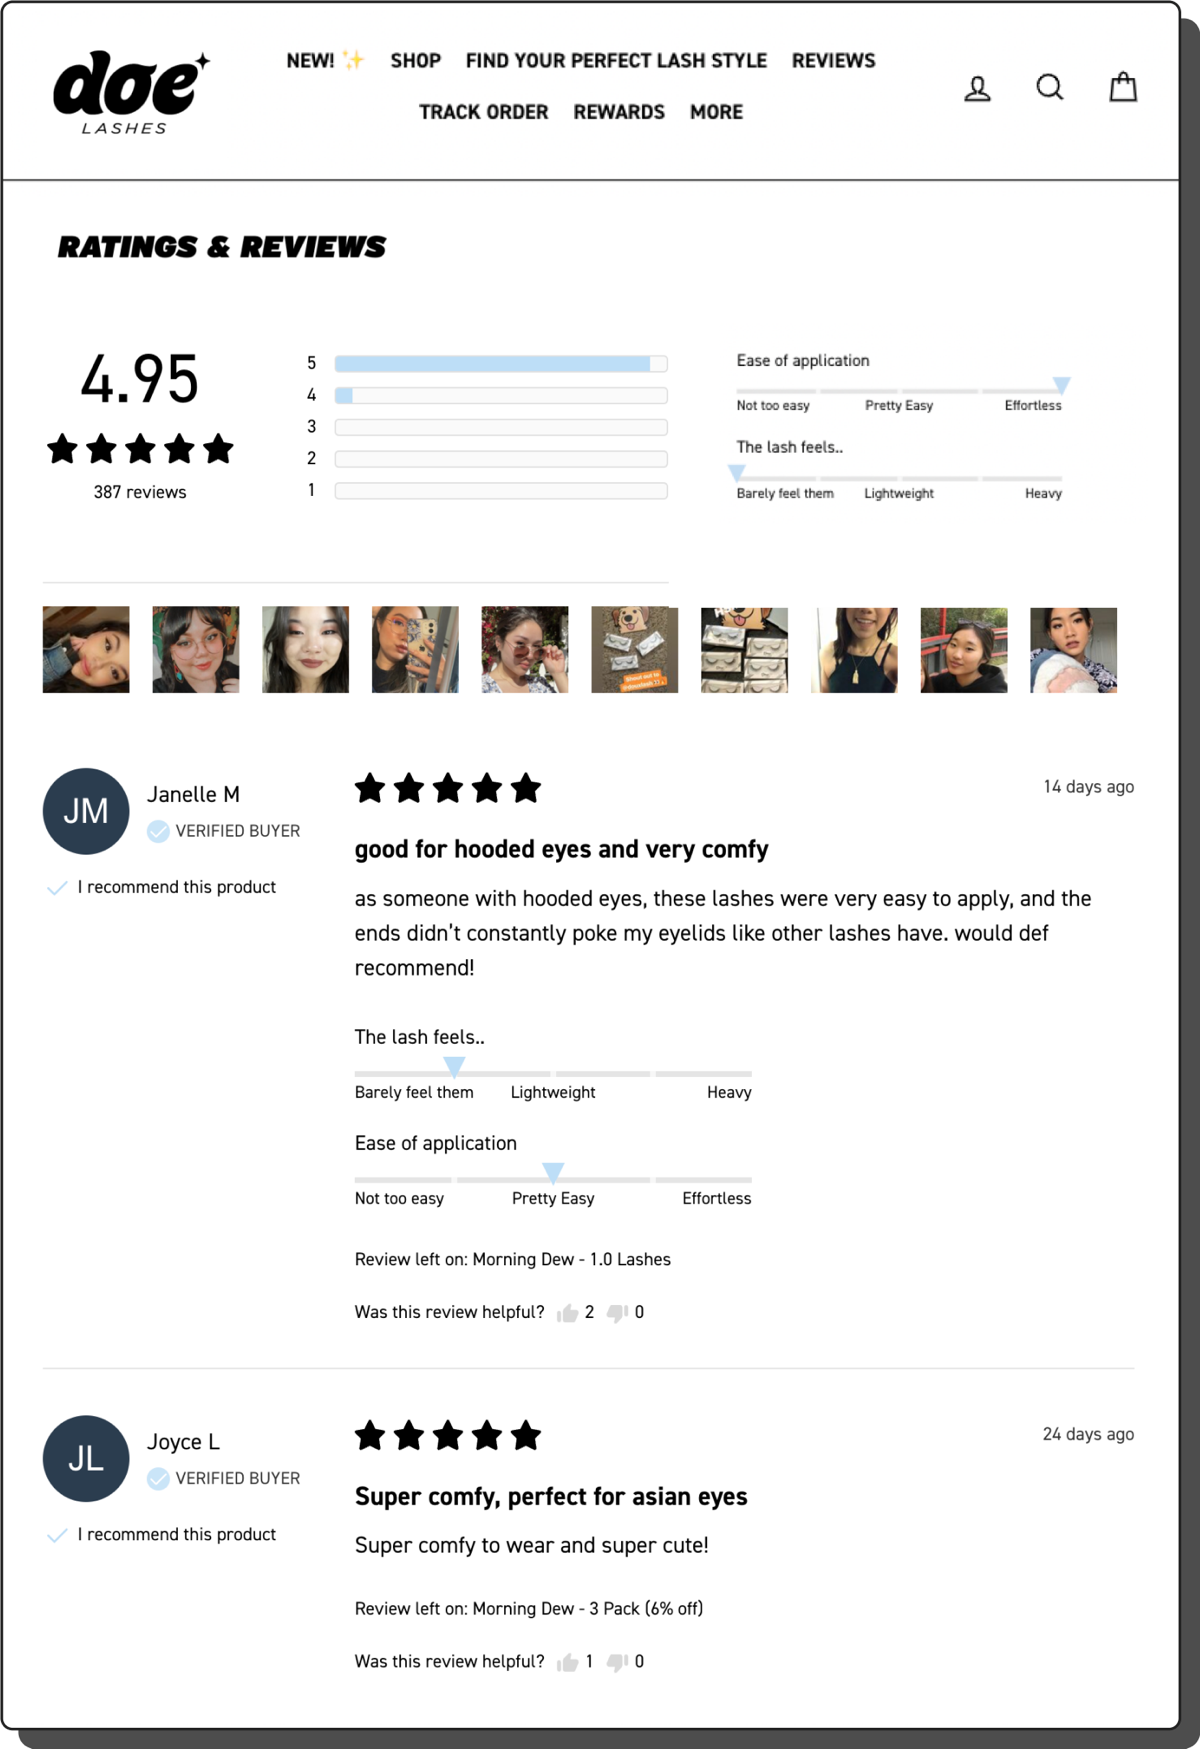 doe
LASHES
NEW! ✨ SHOP FIND YOUR PERFECT LASH STYLE REVIEWS
TRACK ORDER REWARDS MORE
RATINGS & REVIEWS
4.95
387 reviews
5
4
3
2
1
Ease of application
Not too easy Pretty Easy Effortless
The lash feels..
Barely feel them Lightweight Heavy
JM
Janelle M
VERIFIED BUYER
I recommend this product
14 days ago
good for hooded eyes and very comfy
as someone with hooded eyes, these lashes were very easy to apply, and the
ends didn’t constantly poke my eyelids like other lashes have. would def
recommend!
The lash feels..
Barely feel them Lightweight Heavy
Ease of application
Not too easy Pretty Easy Effortless
Review left on: Morning Dew - 1.0 Lashes
Was this review helpful? 2 0
JL
Joyce L
VERIFIED BUYER
I recommend this product
24 days ago
Super comfy, perfect for asian eyes
Super comfy to wear and super cute!
Review left on: Morning Dew - 3 Pack (6% off)
Was this review helpful? 1 0